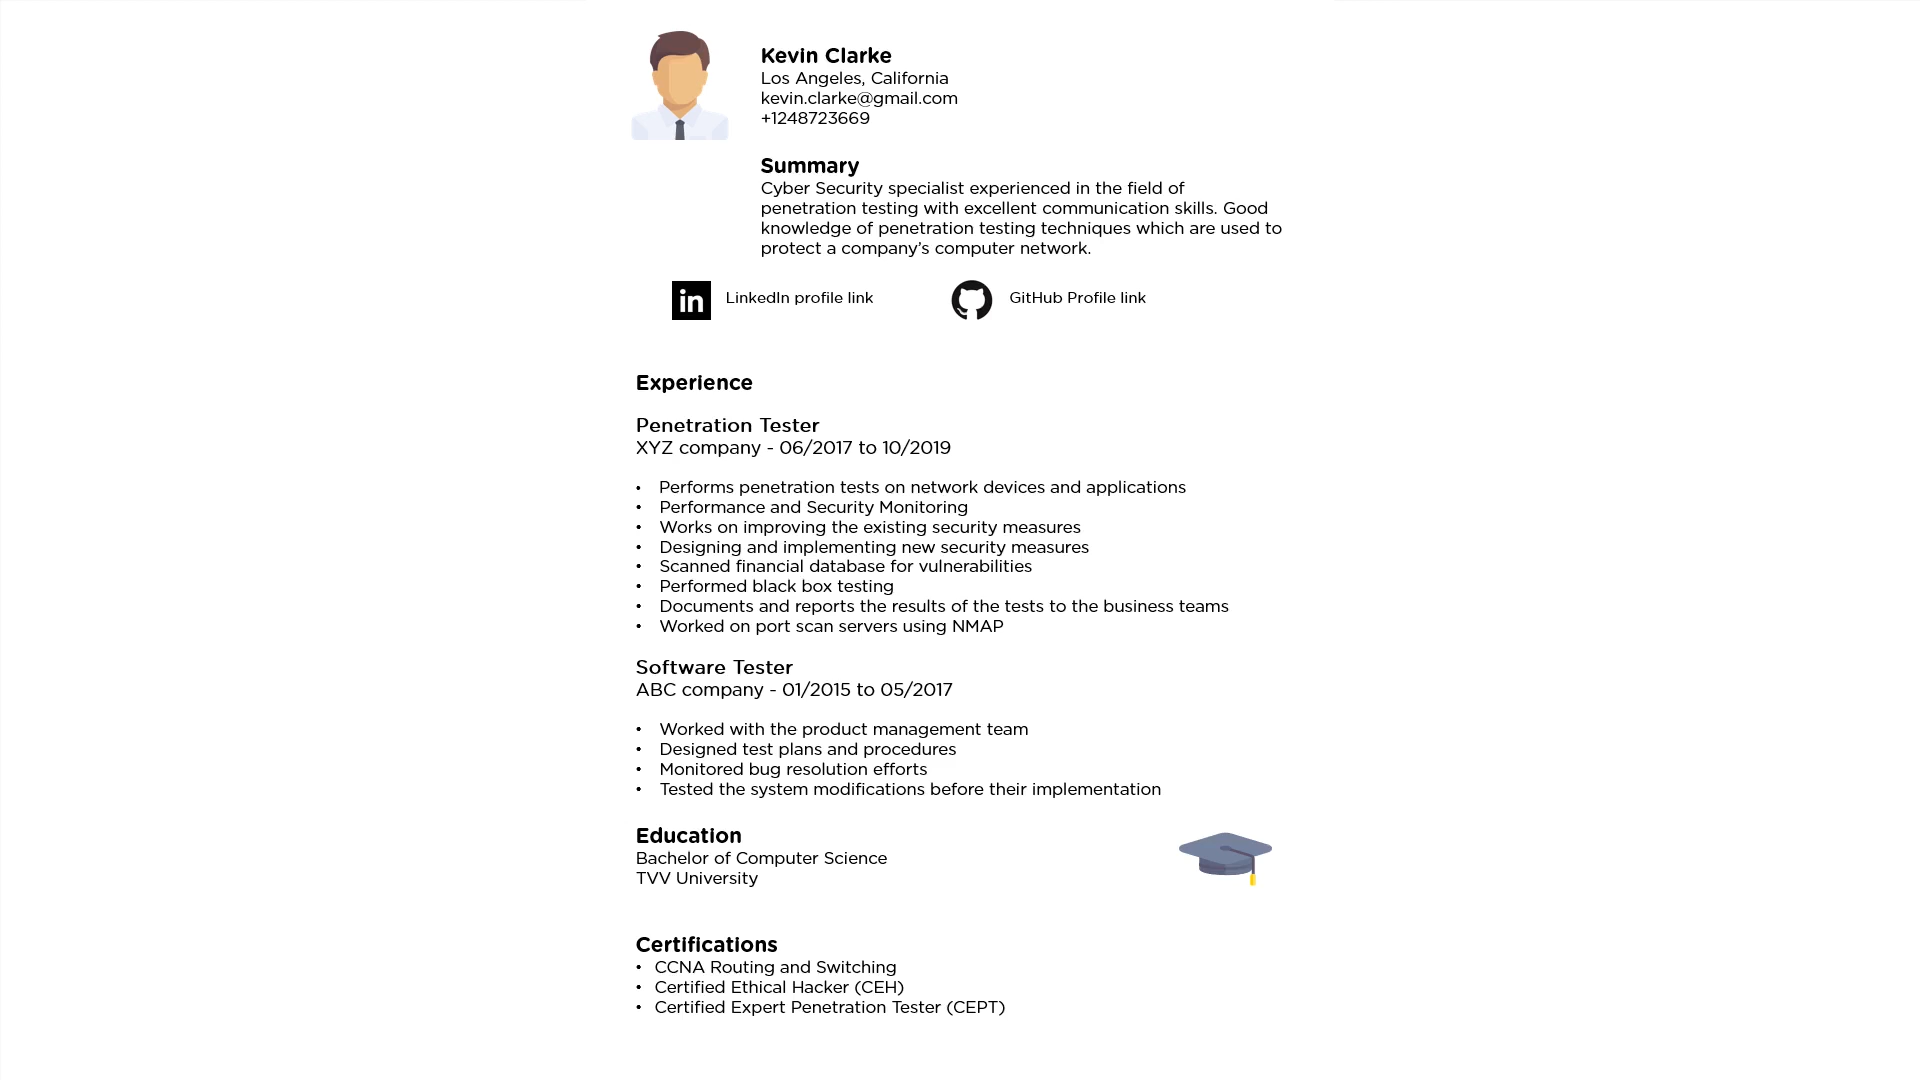 Kevin Clarke
Los Angeles, California
kevin.clarke@gmail.com
+1248723669
Summary
Cyber Security specialist experienced in the field of
penetration testing with excellent communication skills. Good
knowledge of penetration testing techniques which are used to
protect a company’s computer network.
in LinkedIn profile link
GitHub Profile link
Experience
Penetration Tester
XYZ company - 06/2017 to 10/2019
• Performs penetration tests on network devices and applications
• Performance and Security Monitoring
• Works on improving the existing security measures
• Designing and implementing new security measures
• Scanned financial database for vulnerabilities
• Performed black box testing
• Documents and reports the results of the tests to the business teams
• Worked on port scan servers using NMAP
Software Tester
ABC company - 01/2015 to 05/2017
• Worked with the product management team
• Designed test plans and procedures
• Monitored bug resolution efforts
• Tested the system modifications before their implementation
Education
Bachelor of Computer Science
TVV University
Certifications
• CCNA Routing and Switching
• Certified Ethical Hacker (CEH)
• Certified Expert Penetration Tester (CEPT)